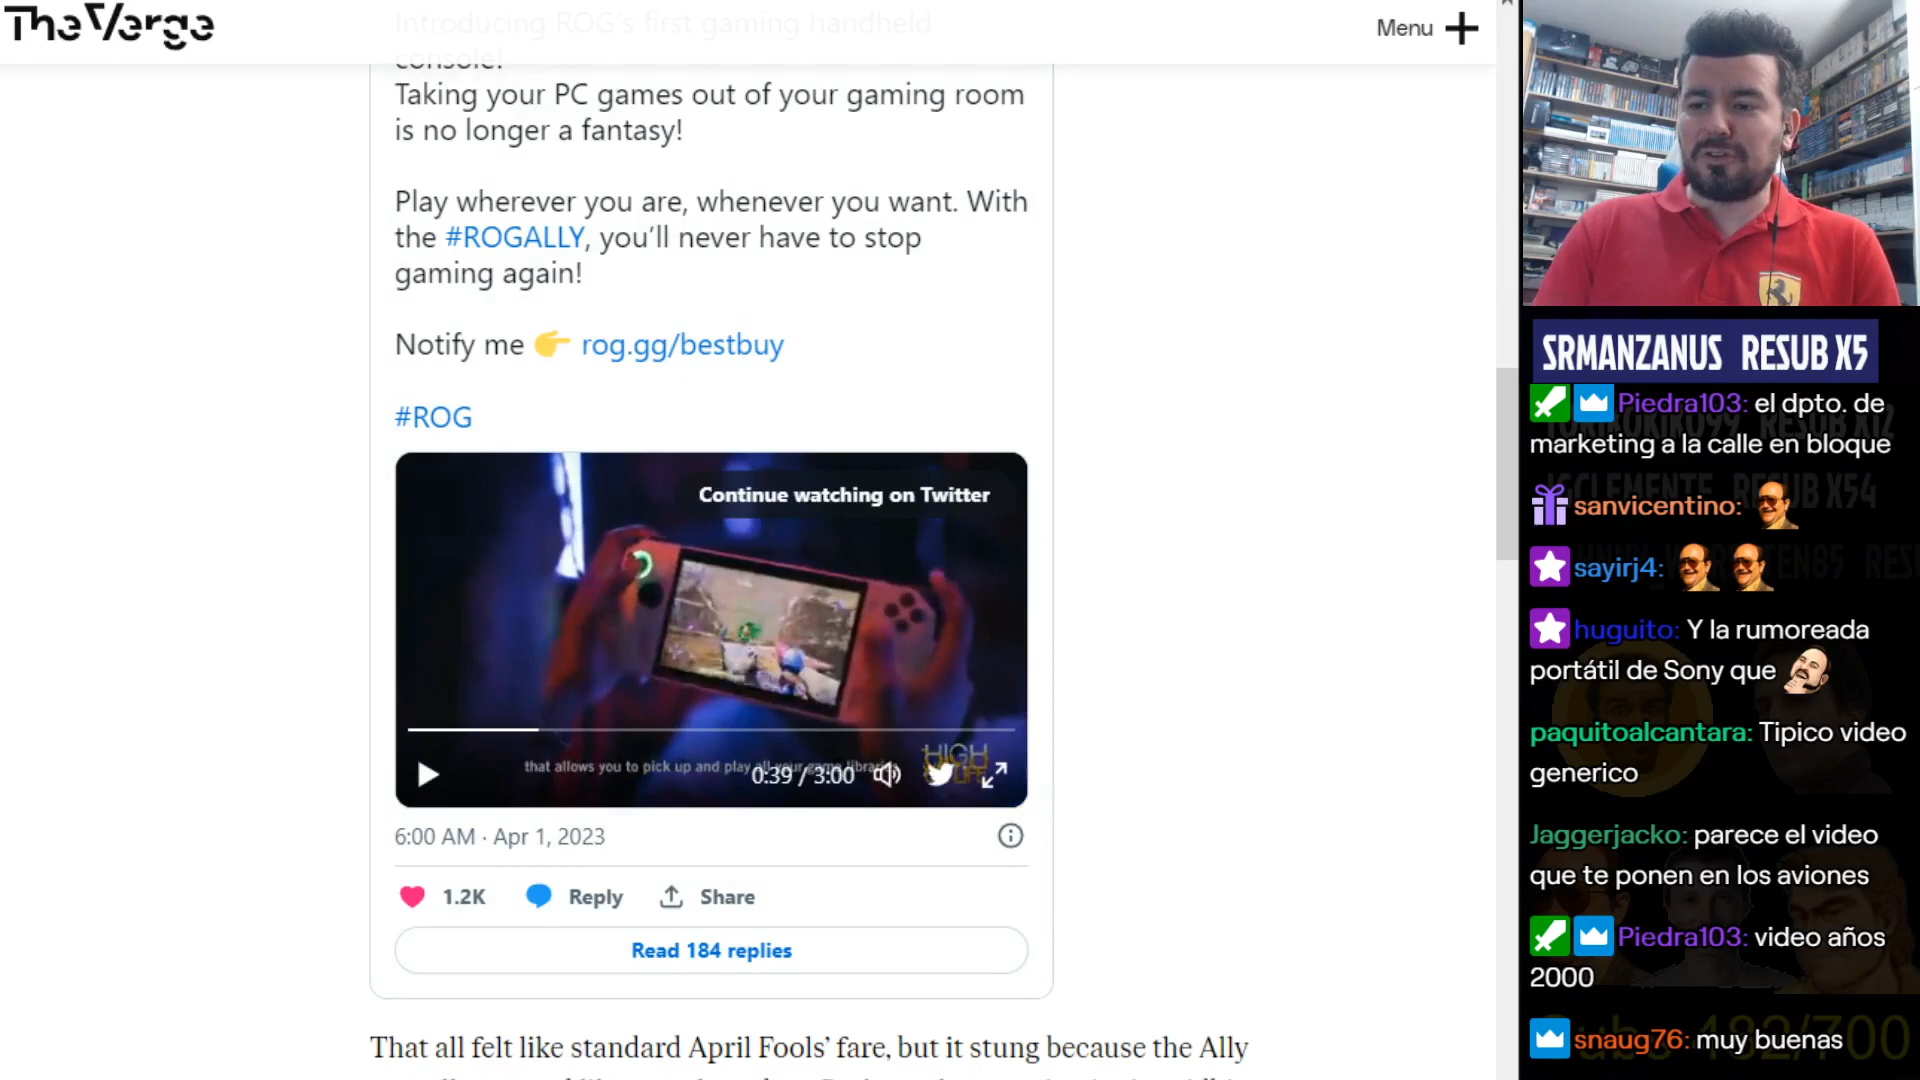 The Verge
Menu
Introducing ROG's first gaming handheld
console!
Taking your PC games out of your gaming room
is no longer a fantasy!
Play wherever you are, whenever you want. With
the #ROGALLY, you'll never have to stop
gaming again!
Notify me 👉 rog.gg/bestbuy
#ROG
Continue watching on Twitter
that allows you to pick up and play all your game libraries
0:39 / 3:00
HIGH
LIFE
6:00 AM · Apr 1, 2023
1.2K
Reply
Share
Read 184 replies
That all felt like standard April Fools' fare, but it stung because the Ally
SRMANZANUS RESUB X5
Piedra103: el dpto. de
marketing a la calle en bloque
sanvicentino:
sayirj4:
huguito: Y la rumoreada
portátil de Sony que
paquitoalcantara: Tipico video
generico
Jaggerjacko: parece el video
que te ponen en los aviones
Piedra103: video años
2000
snaug76: muy buenas